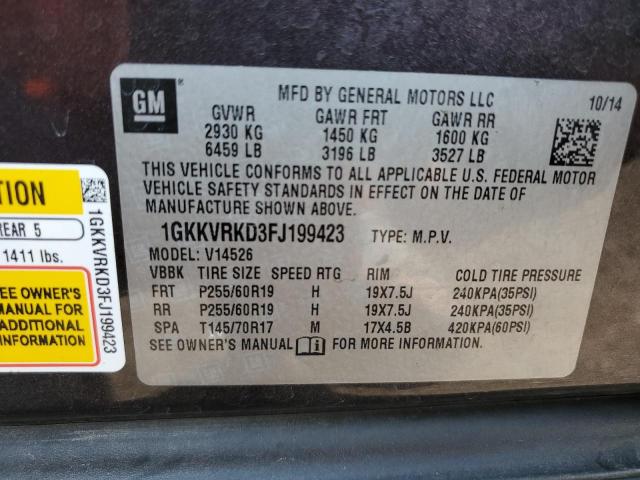 GM
MFD BY GENERAL MOTORS LLC
10/14
GVWR GAWR FRT GAWR RR
2930 KG 1450 KG 1600 KG
6459 LB 3196 LB 3527 LB
THIS VEHICLE CONFORMS TO ALL APPLICABLE U.S. FEDERAL MOTOR
VEHICLE SAFETY STANDARDS IN EFFECT ON THE DATE OF
MANUFACTURE SHOWN ABOVE.
1GKKVRKD3FJ199423 TYPE: M.P.V.
MODEL: V14526
VBBK TIRE SIZE SPEED RTG RIM COLD TIRE PRESSURE
FRT P255/60R19 H 19X7.5J 240KPA(35PSI)
RR P255/60R19 H 19X7.5J 240KPA(35PSI)
SPA T145/70R17 M 17X4.5B 420KPA(60PSI)
SEE OWNER'S MANUAL i FOR MORE INFORMATION.
TION
REAR 5
1411 lbs.
SEE OWNER'S
MANUAL FOR
ADDITIONAL
INFORMATION
1GKKVRKD3FJ199423